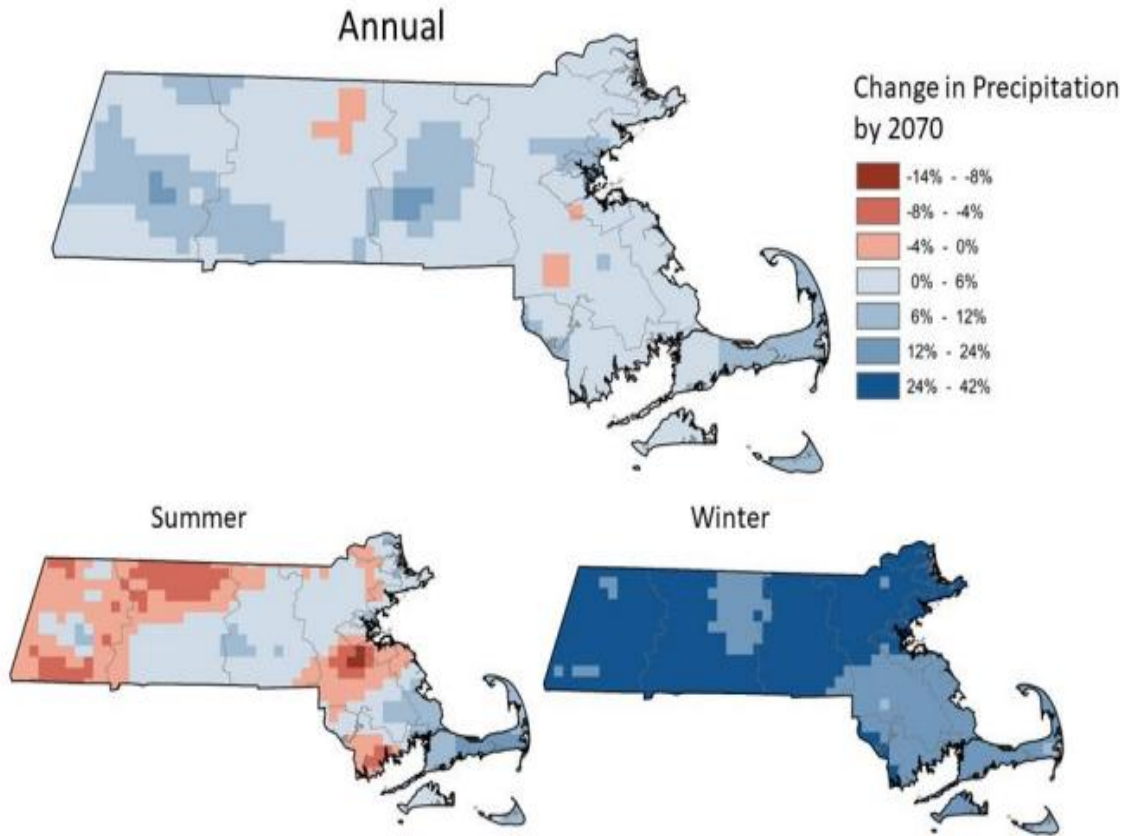 Annual
Change in Precipitation
by 2070
-14% - -8%
-8% - -4%
-4% - 0%
0% - 6%
6% - 12%
12% - 24%
24% - 42%
Summer
Winter